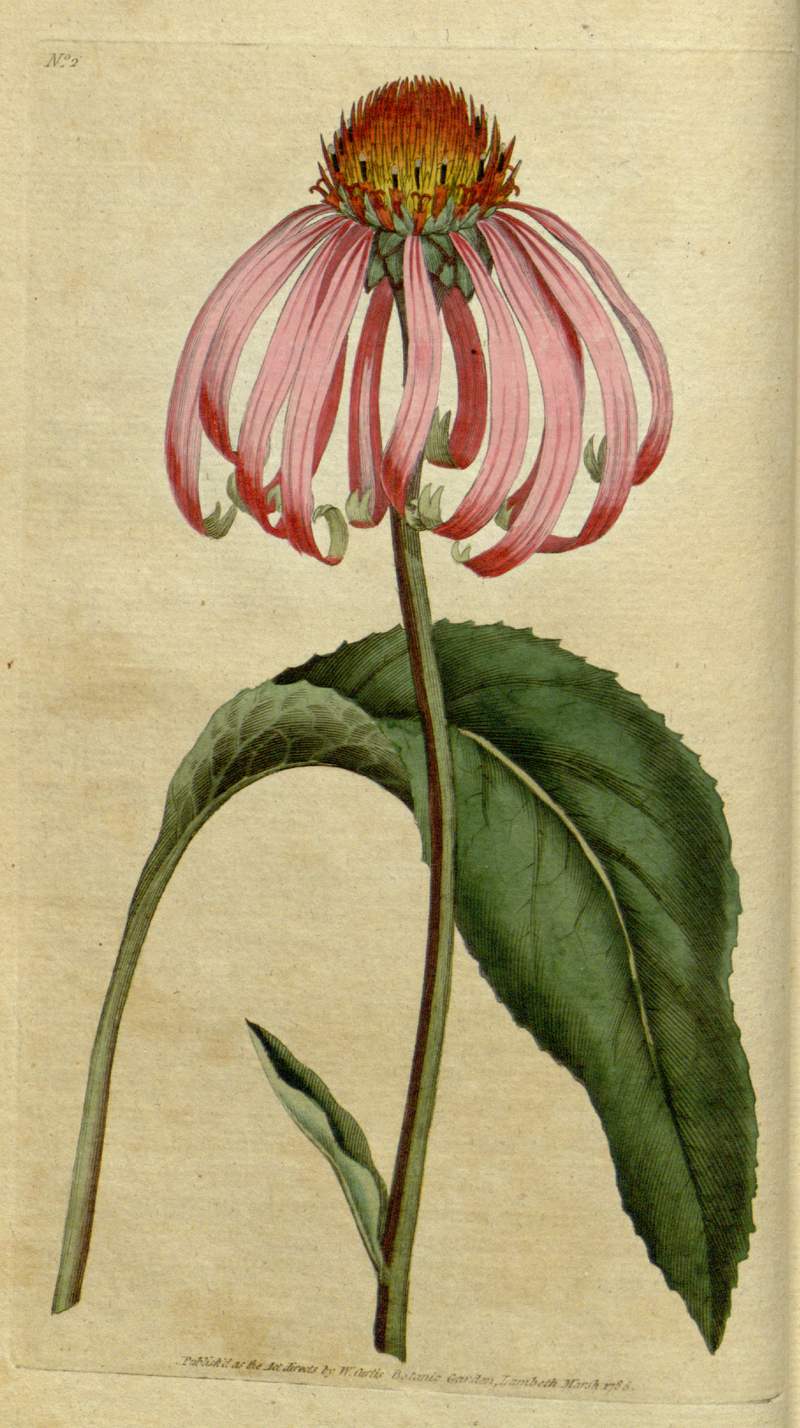 No. 2
Publish'd as the Act directs by W. Curtis Botanic Garden, Lambeth Marsh 1786.